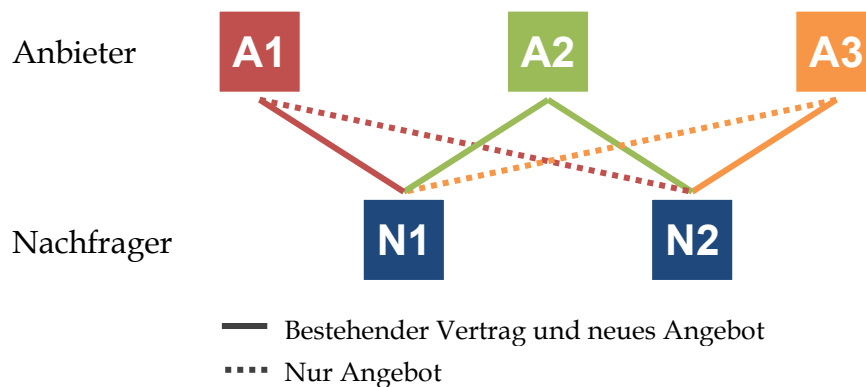 Anbieter A1 A2 A3
Nachfrager N1 N2
Bestehender Vertrag und neues Angebot
Nur Angebot